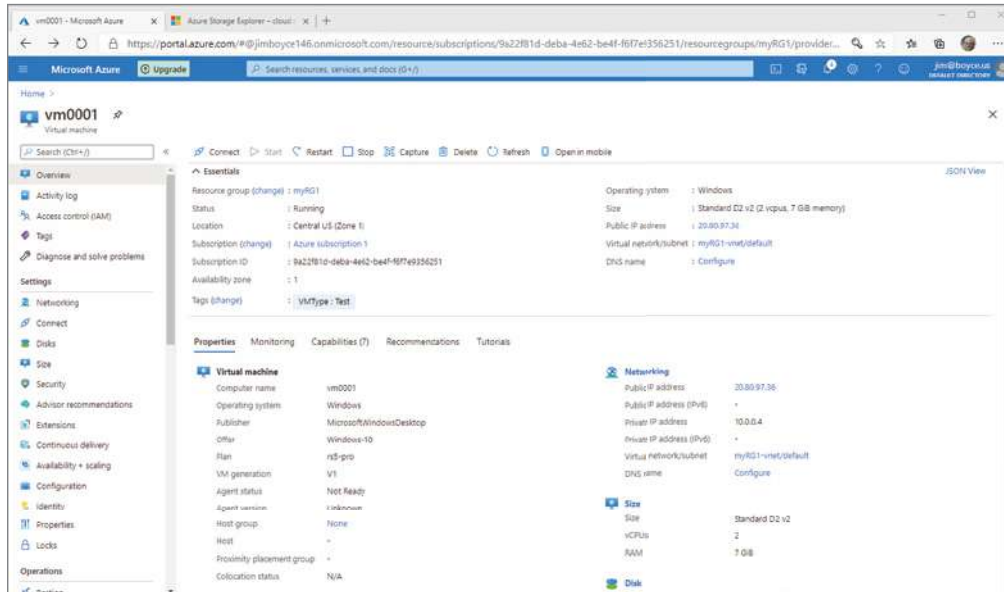 vm0001 - Microsoft Azure
Azure Storage Explorer – cloud
https://portal.azure.com/#@jimboyce146.onmicrosoft.com/resource/subscriptions/9a22f81d-deba-4e62-be4f-f6f7e9356251/resourcegroups/myRG1/provider...
Microsoft Azure
Upgrade
Search resources, services, and docs (G+/)
jim@boyce.us
DEFAULT DIRECTORY
Home >
vm0001
Virtual machine
Search (Ctrl+/)
Connect Start Restart Stop Capture Delete Refresh Open in mobile
Overview
Activity log
Access control (IAM)
Tags
Diagnose and solve problems
Settings
Networking
Connect
Disks
Size
Security
Advisor recommendations
Extensions
Continuous delivery
Availability + scaling
Configuration
Identity
Properties
Locks
Operations
Essentials
JSON View
Resource group (change) : myRG1
Status : Running
Location : Central US (Zone 1)
Subscription (change) : Azure subscription 1
Subscription ID : 9a22f81d-deba-4e62-be4f-f6f7e9356251
Availability zone : 1
Tags (change) : VMType : Test
Operating system : Windows
Size : Standard D2 v2 (2 vcpus, 7 GiB memory)
Public IP address : 20.80.97.36
Virtual network/subnet : myRG1-vnet/default
DNS name : Configure
Properties Monitoring Capabilities (7) Recommendations Tutorials
Virtual machine
Computer name vm0001
Operating system Windows
Publisher MicrosoftWindowsDesktop
Offer Windows-10
Plan rs5-pro
VM generation V1
Agent status Not Ready
Agent version Unknown
Host group None
Host -
Proximity placement group -
Colocation status N/A
Networking
Public IP address 20.80.97.36
Public IP address (IPv6) -
Private IP address 10.0.0.4
Private IP address (IPv6) -
Virtual network/subnet myRG1-vnet/default
DNS name Configure
Size
Size Standard D2 v2
vCPUs 2
RAM 7 GiB
Disk